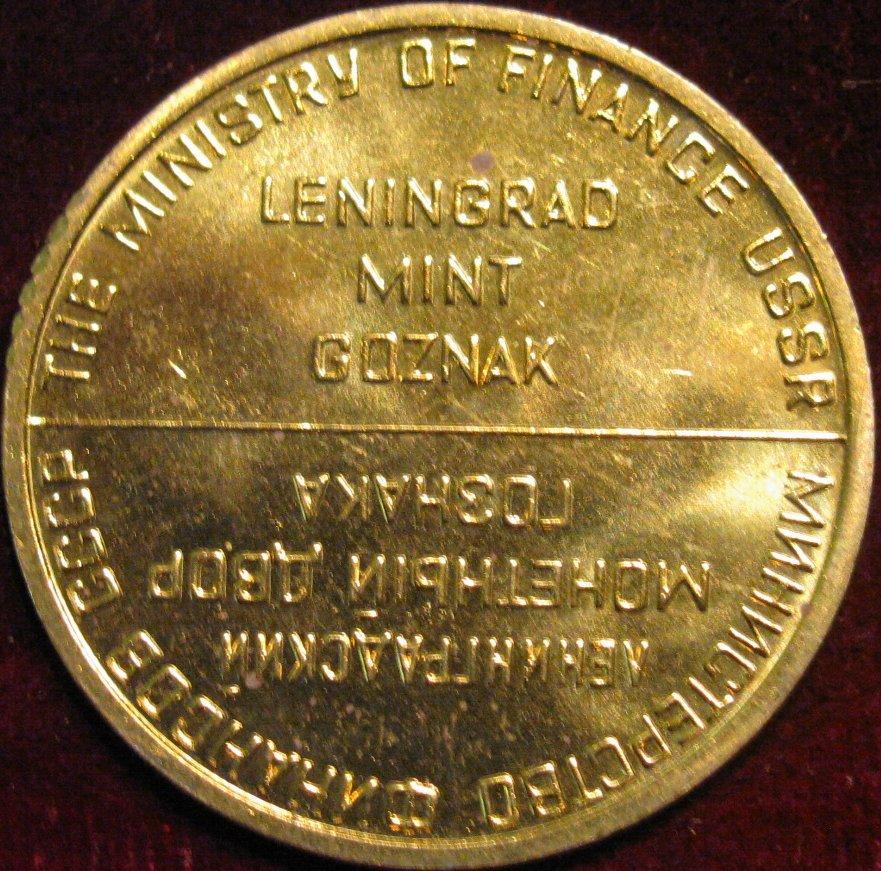 THE MINISTRY OF FINANCE USSR
LENINGRAD
MINT
GOZNAK
МИНИСТЕРСТВО ФИНАНСОВ СССР
ЛЕНИНГРАДСКИЙ
МОНЕТНЫЙ ДВОР
ГОЗНАКА